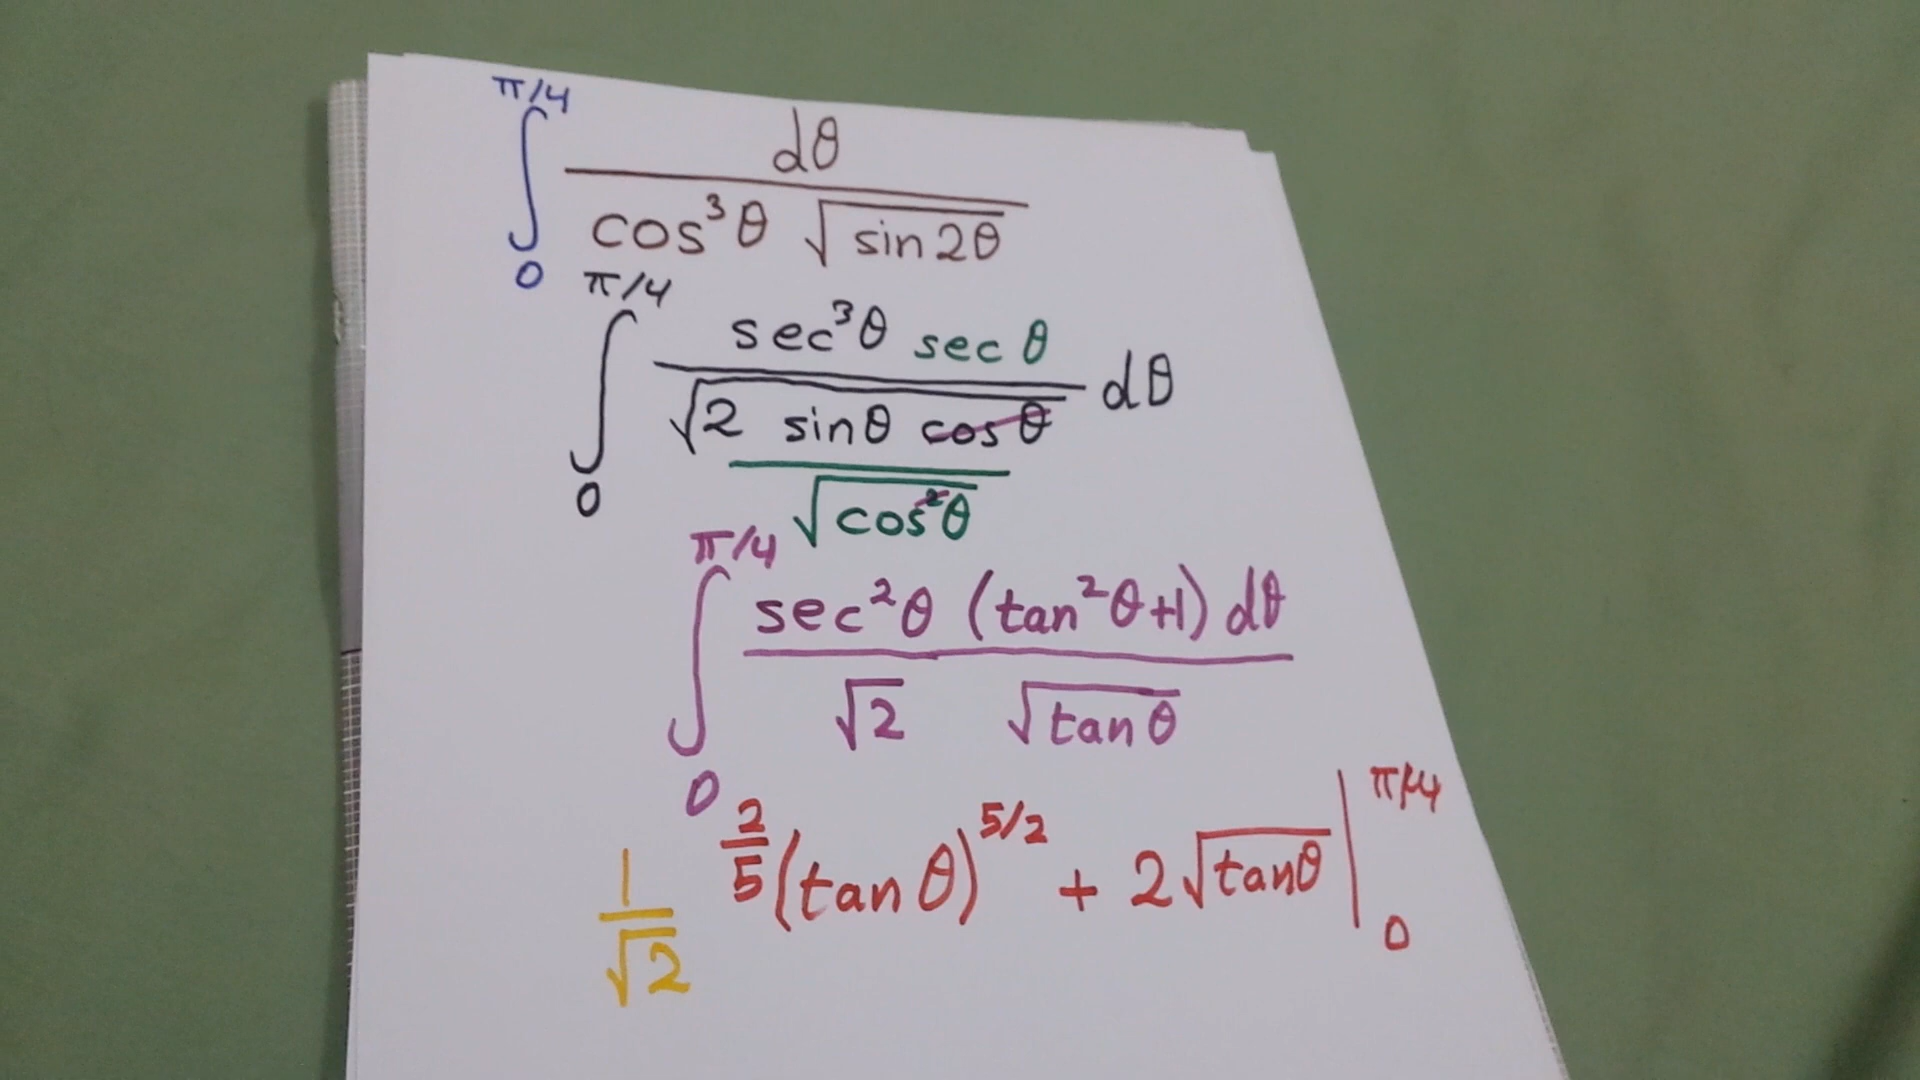 ∫₀^π/4 dθ / (cos³θ √(sin2θ))
∫₀^π/4 (sec³θ secθ) / (√(2 sinθ cosθ) / √(cos²θ)) dθ
∫₀^π/4 sec²θ (tan²θ+1) dθ / (√2 √(tanθ))
1/√2 2/5 (tanθ)^5/2 + 2√(tanθ) |₀^π/4